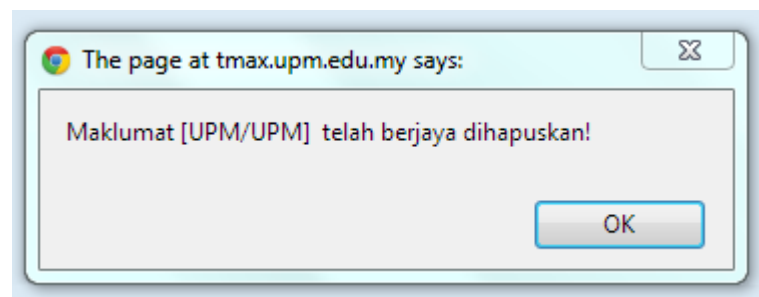 The page at tmax.upm.edu.my says:
Maklumat [UPM/UPM]  telah berjaya dihapuskan!
OK